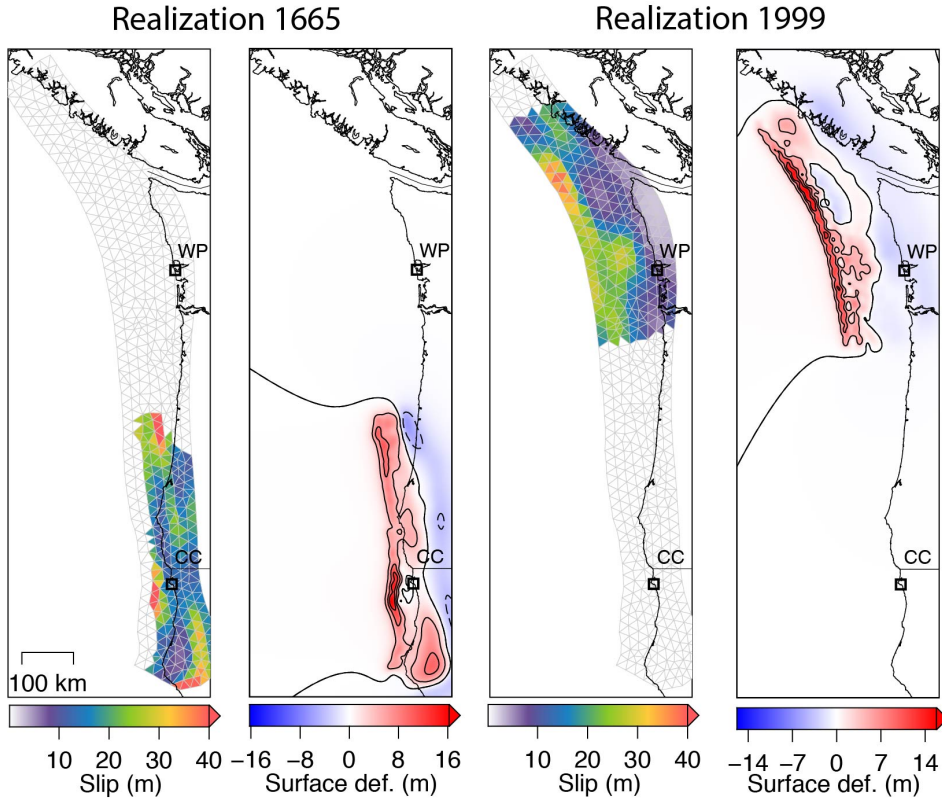 Realization 1665
Realization 1999
WP
WP
WP
WP
CC
CC
CC
100 km
10 20 30 40
Slip (m)
−16 −8 0 8 16
Surface def. (m)
10 20 30 40
Slip (m)
−14 −7 0 7 14
Surface def. (m)